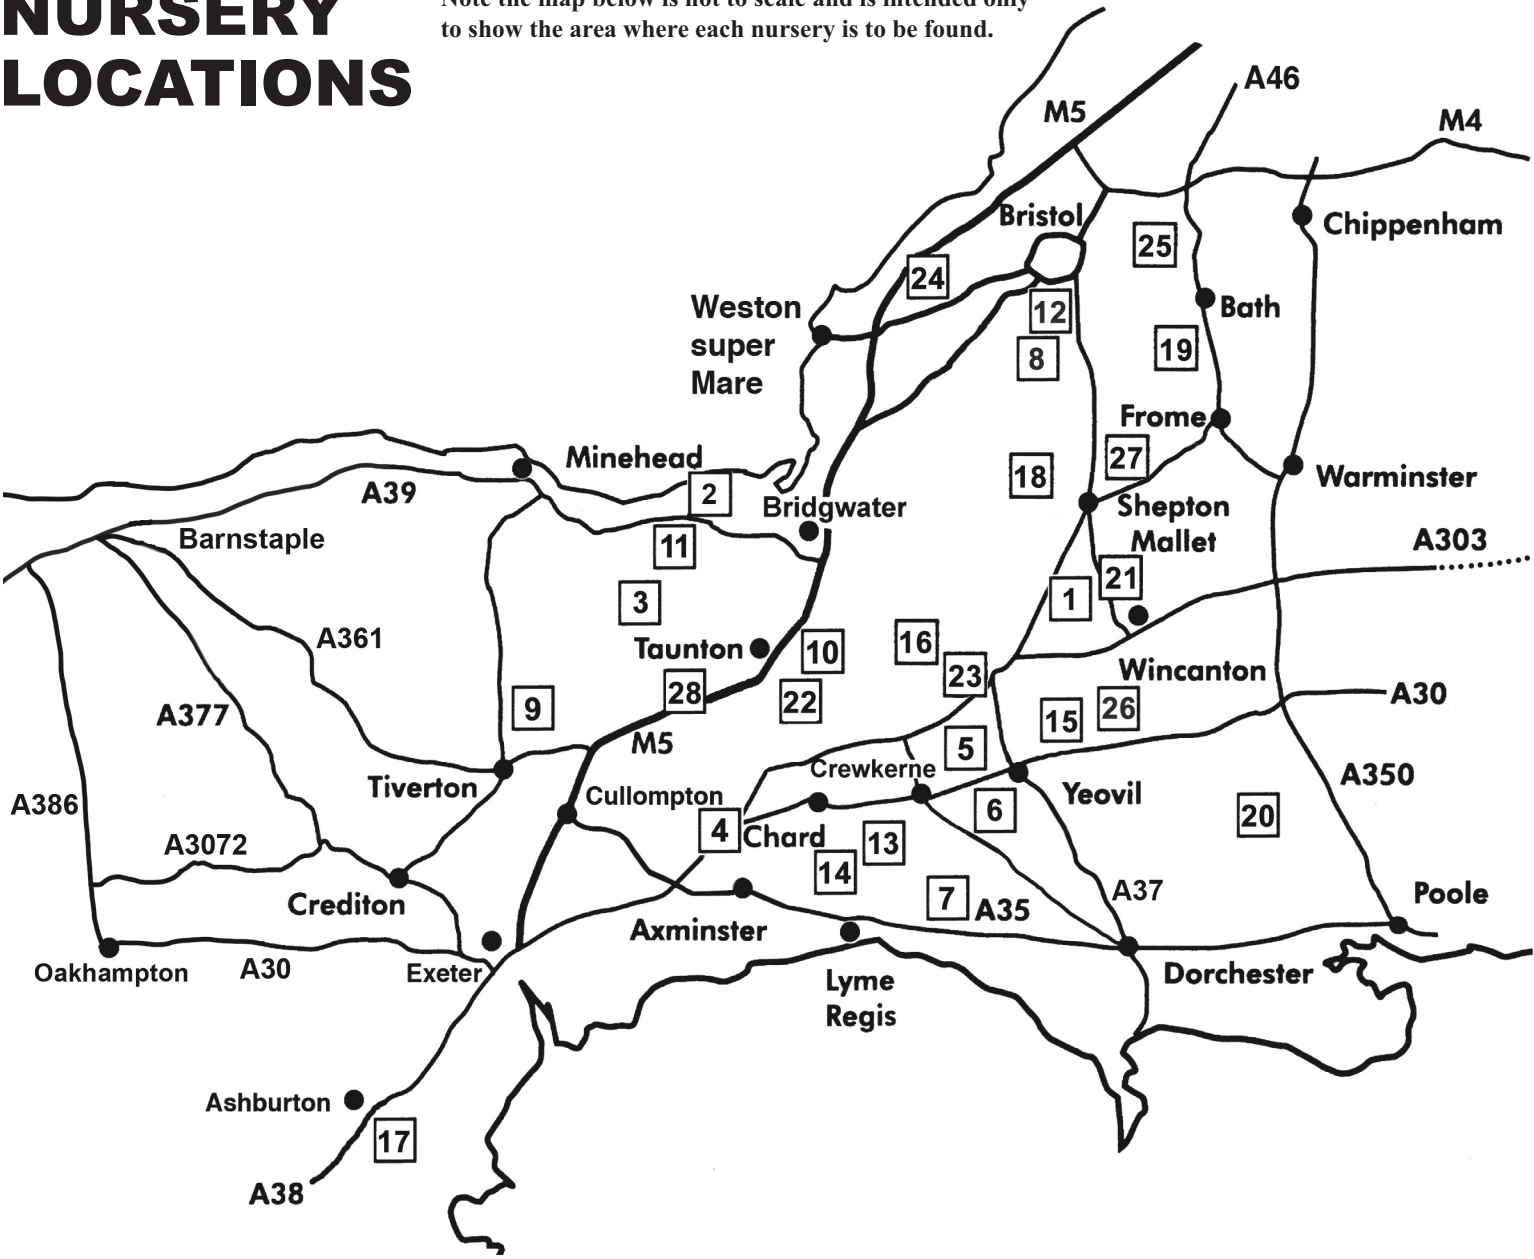 NURSERY
LOCATIONS
Note the map below is not to scale and is intended only
to show the area where each nursery is to be found.
A46
M5
M4
Bristol
Chippenham
25
24
Weston
super
Mare
12
Bath
8
19
Frome
Minehead
27
18
Warminster
A39
2
Bridgwater
Shepton
Mallet
Barnstaple
11
A303
21
3
1
A361
Taunton
10
16
23
Wincanton
28
22
9
A377
15
26
A30
M5
5
Crewkerne
A350
Tiverton
Cullompton
Yeovil
A386
6
20
4
Chard
13
A3072
14
7
A35
A37
Poole
Crediton
Axminster
Oakhampton
A30
Exeter
Lyme
Regis
Dorchester
Ashburton
17
A38